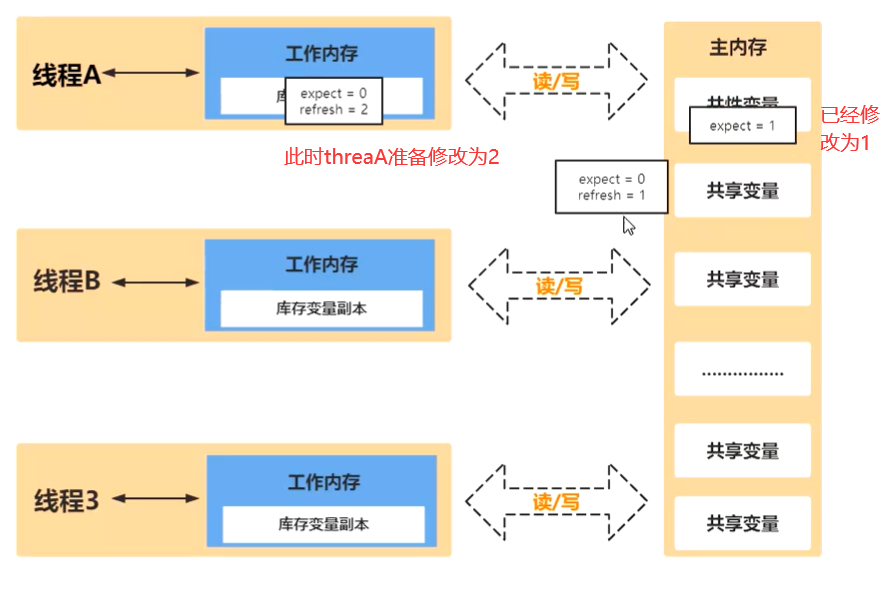 线程A
工作内存
库
expect = 0
refresh = 2
此时threaA准备修改为2
读/写
主内存
共性变量
expect = 1
已经修
改为1
expect = 0
refresh = 1
共享变量
线程B
工作内存
库存变量副本
读/写
共享变量
................
线程3
工作内存
库存变量副本
读/写
共享变量
共享变量